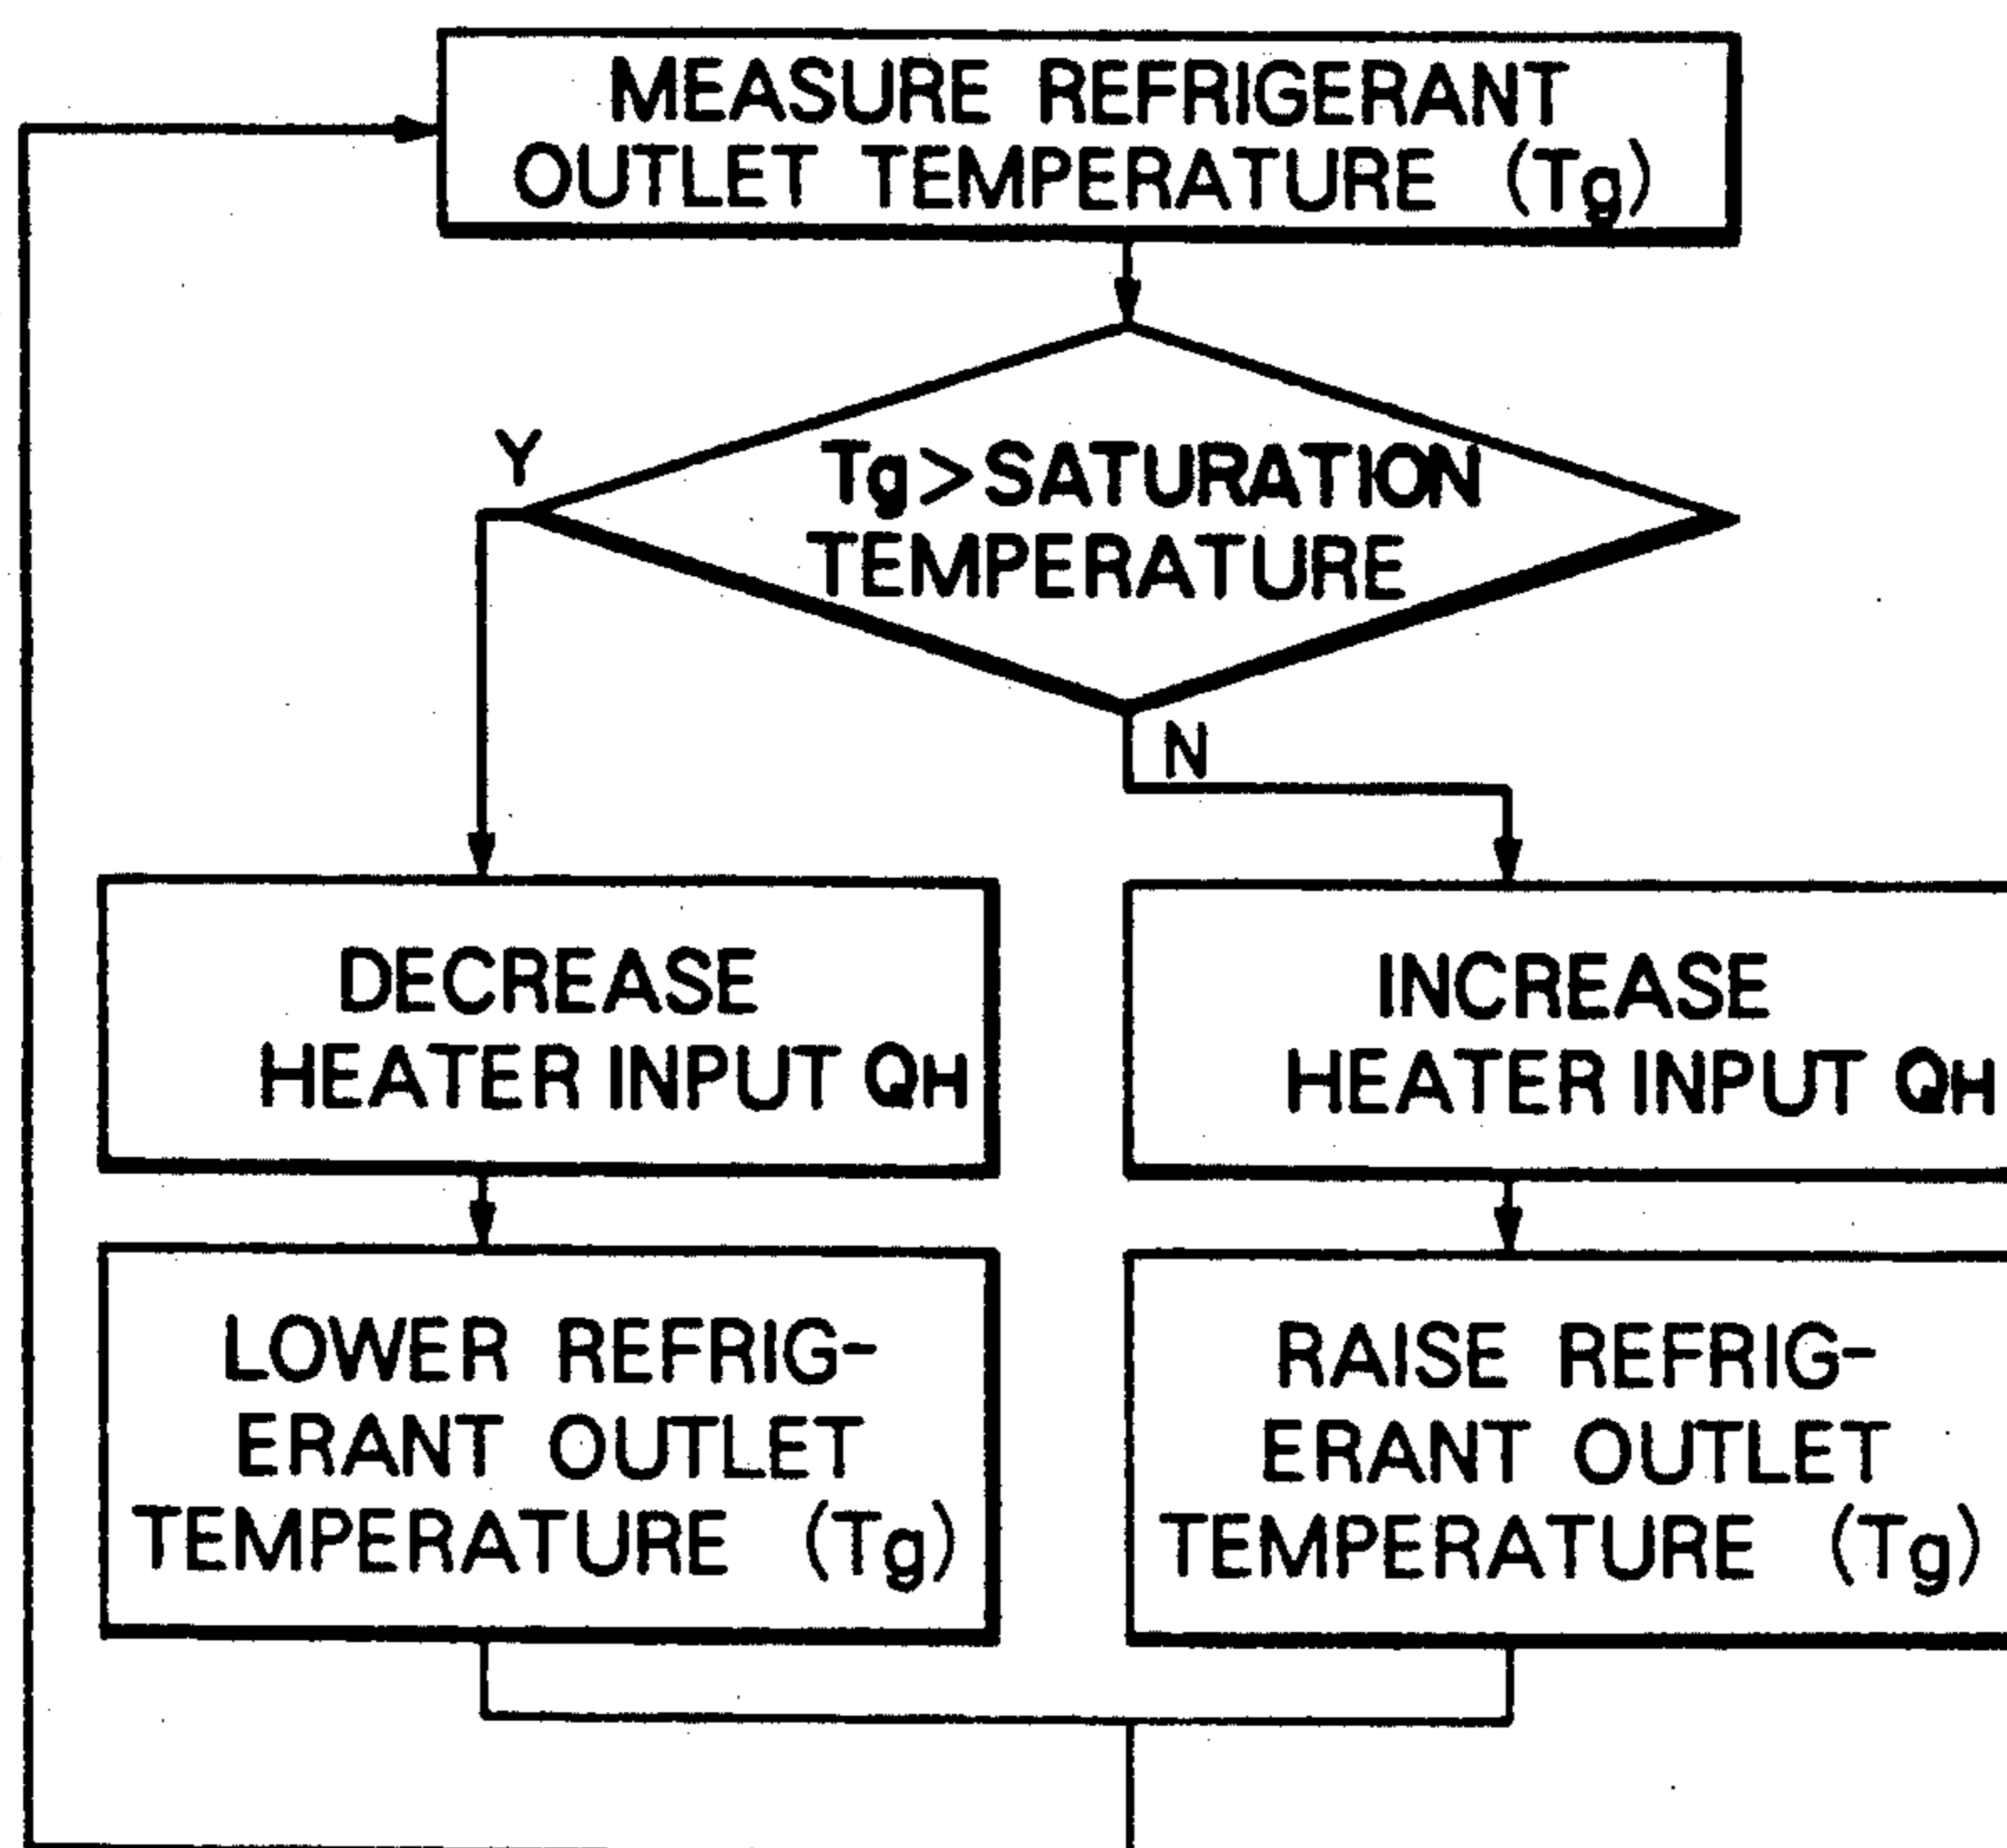 MEASURE REFRIGERANT
OUTLET TEMPERATURE (Tg)
Y
Tg>SATURATION
TEMPERATURE
N
DECREASE
HEATER INPUT QH
INCREASE
HEATER INPUT QH
LOWER REFRIG-
ERANT OUTLET
TEMPERATURE (Tg)
RAISE REFRIG-
ERANT OUTLET
TEMPERATURE (Tg)